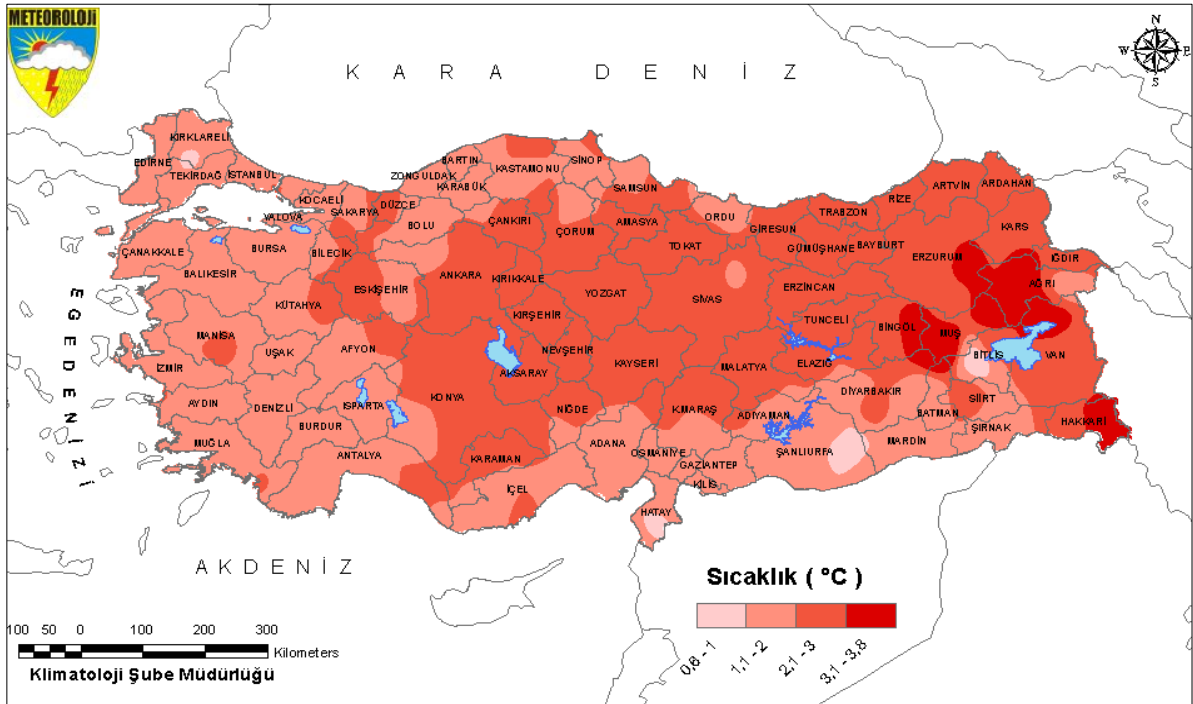 METEOROLOJİ
N
W E
S
K A R A D E N İ Z
KIRKLARELİ
EDİRNE
TEKİRDAĞ
İSTANBUL
KOCAELİ
YALOVA
SAKARYA
DÜZCE
ZONGULDAK
BARTIN
KARABÜK
KASTAMONU
SİNOP
SAMSUN
ORDU
GİRESUN
TRABZON
RİZE
ARTVİN
ARDAHAN
KARS
IĞDIR
AĞRI
ERZURUM
BAYBURT
GÜMÜŞHANE
ERZİNCAN
TOKAT
AMASYA
ÇORUM
ÇANKIRI
BOLU
BİLECİK
BURSA
ÇANAKKALE
BALIKESİR
KÜTAHYA
ESKİŞEHİR
ANKARA
KIRIKKALE
YOZGAT
SİVAS
TUNCELİ
BİNGÖL
MUŞ
BİTLİS
VAN
HAKKARİ
ŞIRNAK
SİİRT
BATMAN
MARDİN
DİYARBAKIR
ELAZIĞ
MALATYA
ADIYAMAN
ŞANLIURFA
KAYSERİ
NEVŞEHİR
KIRŞEHİR
AKSARAY
NİĞDE
K.MARAŞ
GAZİANTEP
KİLİS
OSMANİYE
HATAY
ADANA
İÇEL
KARAMAN
KONYA
AFYON
UŞAK
MANİSA
İZMİR
AYDIN
DENİZLİ
ISPARTA
BURDUR
MUĞLA
ANTALYA
E G E D E N İ Z İ
A K D E N İ Z
Sıcaklık ( °C )
0,6 - 1
1,1 - 2
2,1 - 3
3,1 - 3,8
100 50 0 100 200 300
Kilometers
Klimatoloji Şube Müdürlüğü